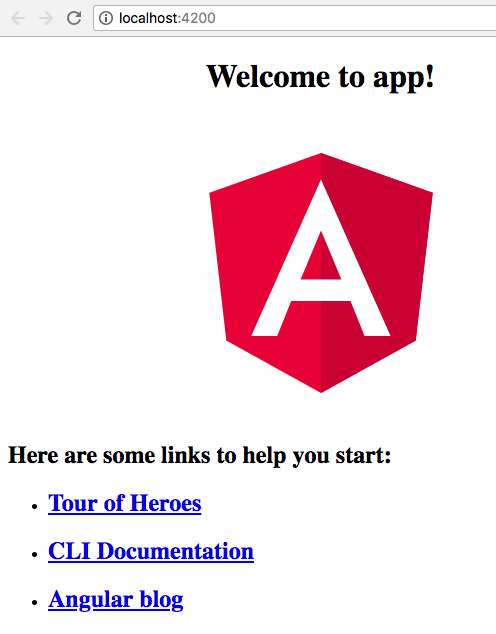 localhost:4200
Welcome to app!
A
Here are some links to help you start:
Tour of Heroes
CLI Documentation
Angular blog